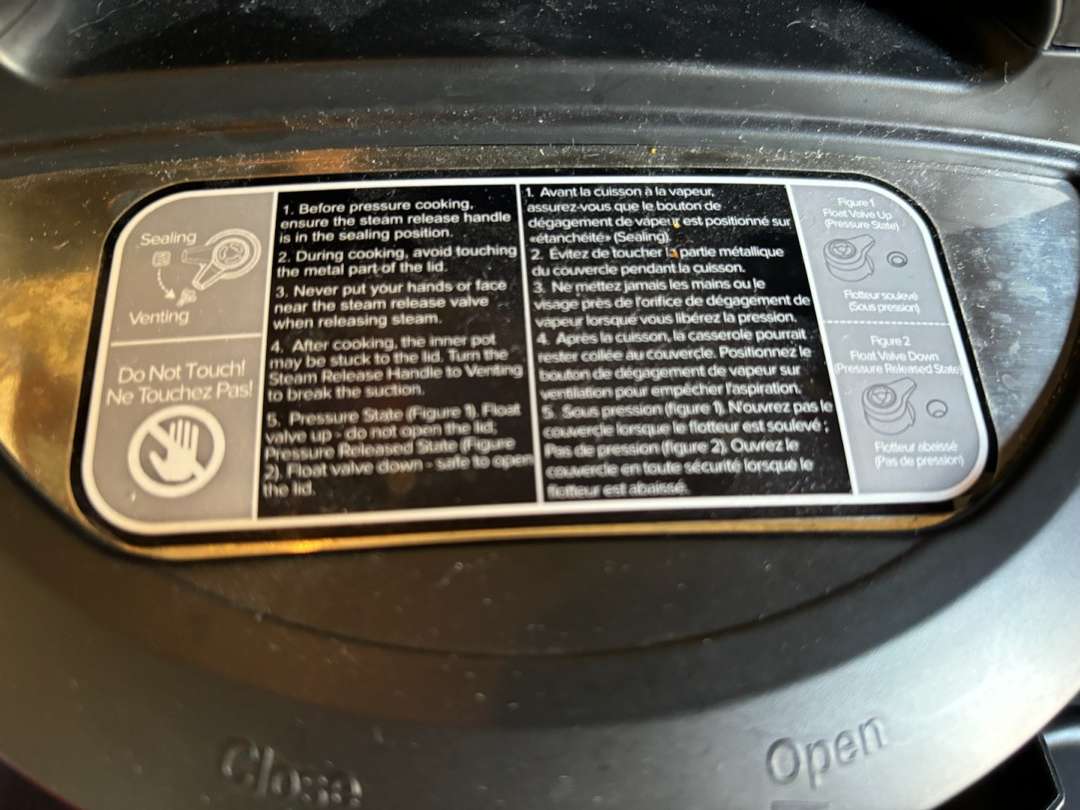 Sealing
Venting
Do Not Touch!
Ne Touchez Pas!
1. Before pressure cooking,
ensure the steam release handle
is in the sealing position.
2. During cooking, avoid touching
the metal part of the lid.
3. Never put your hands or face
near the steam release valve
when releasing steam.
4. After cooking, the inner pot
may be stuck to the lid. Turn the
Steam Release Handle to Venting
to break the suction.
5. Pressure State (Figure 1), Float
valve up - do not open the lid;
Pressure Released State (Figure
2), Float valve down - safe to open
the lid.
1. Avant la cuisson à la vapeur,
assurez-vous que le bouton de
dégagement de vapeur est positionné sur
«étanchéité» (Sealing).
2. Évitez de toucher la partie métallique
du couvercle pendant la cuisson.
3. Ne mettez jamais les mains ou le
visage près de l'orifice de dégagement de
vapeur lorsque vous libérez la pression.
4. Après la cuisson, la casserole pourrait
rester collée au couvercle. Positionnez le
bouton de dégagement de vapeur sur
ventilation pour empêcher l'aspiration.
5. Sous pression (figure 1). N'ouvrez pas le
couvercle lorsque le flotteur est soulevé ;
Pas de pression (figure 2). Ouvrez le
couvercle en toute sécurité lorsque le
flotteur est abaissé.
Figure 1
Float Valve Up
(Pressure State)
Flotteur soulevé
(Sous pression)
Figure 2
Float Valve Down
(Pressure Released State)
Flotteur abaissé
(Pas de pression)
Close
Open